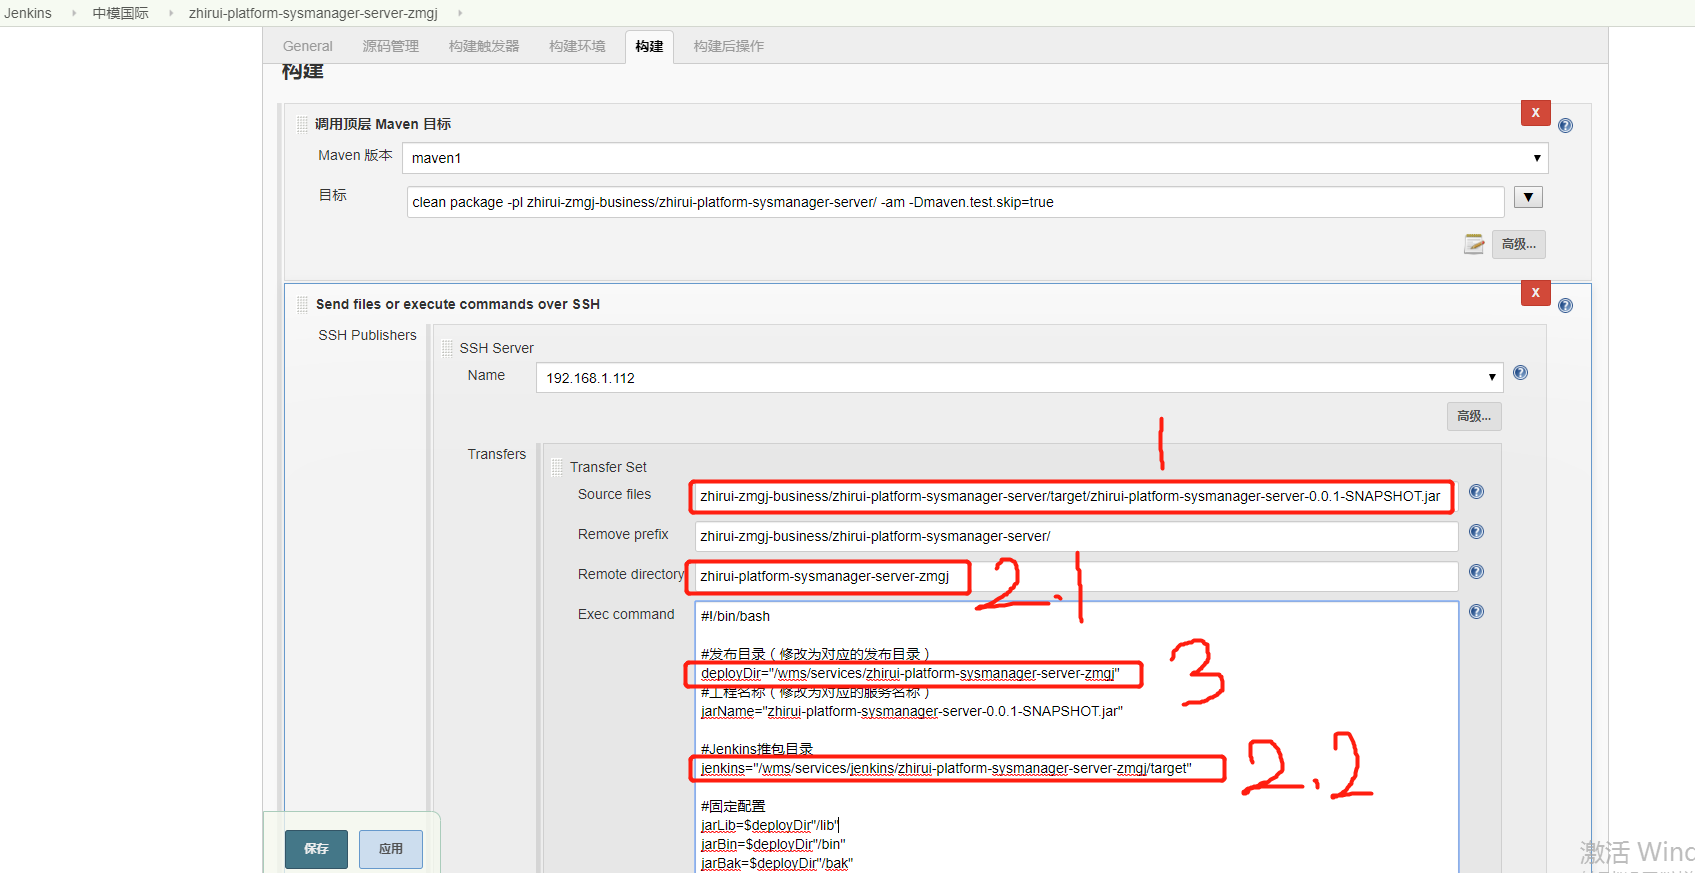 Jenkins 中模国际 zhirui-platform-sysmanager-server-zmgj
General 源码管理 构建触发器 构建环境 构建 构建后操作
构建
调用顶层 Maven 目标 X
Maven 版本 maven1
目标 clean package -pl zhirui-zmgj-business/zhirui-platform-sysmanager-server/ -am -Dmaven.test.skip=true
高级...
Send files or execute commands over SSH X
SSH Publishers
SSH Server
Name 192.168.1.112
高级...
1
Transfers
Transfer Set
Source files zhirui-zmgj-business/zhirui-platform-sysmanager-server/target/zhirui-platform-sysmanager-server-0.0.1-SNAPSHOT.jar
Remove prefix zhirui-zmgj-business/zhirui-platform-sysmanager-server/
Remote directory zhirui-platform-sysmanager-server-zmgj 2.1
Exec command #!/bin/bash
#发布目录（修改为对应的发布目录）
deployDir="/wms/services/zhirui-platform-sysmanager-server-zmgj" 3
#工程名称（修改为对应的服务名称）
jarName="zhirui-platform-sysmanager-server-0.0.1-SNAPSHOT.jar"
#Jenkins推包目录
jenkins="/wms/services/jenkins/zhirui-platform-sysmanager-server-zmgj/target" 2.2
#固定配置
jarLib=$deployDir"/lib"
jarBin=$deployDir"/bin"
jarBak=$deployDir"/bak"
保存 应用
激活 Wind